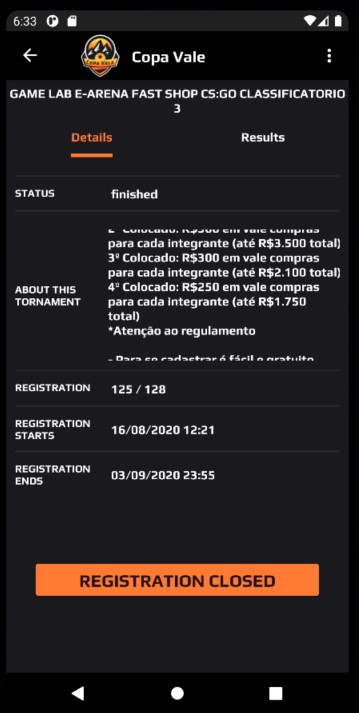 6:33
COPA VALE
Copa Vale
GAME LAB E-ARENA FAST SHOP CS:GO CLASSIFICATORIO
3
Details
Results
STATUS
finished
ABOUT THIS
TORNAMENT
2º Colocado: R$500 em vale compras
para cada integrante (até R$3.500 total)
3º Colocado: R$300 em vale compras
para cada integrante (até R$2.100 total)
4º Colocado: R$250 em vale compras
para cada integrante (até R$1.750
total)
*Atenção ao regulamento
- Para se cadastrar é fácil e gratuito
REGISTRATION
125 / 128
REGISTRATION
STARTS
16/08/2020 12:21
REGISTRATION
ENDS
03/09/2020 23:55
REGISTRATION CLOSED